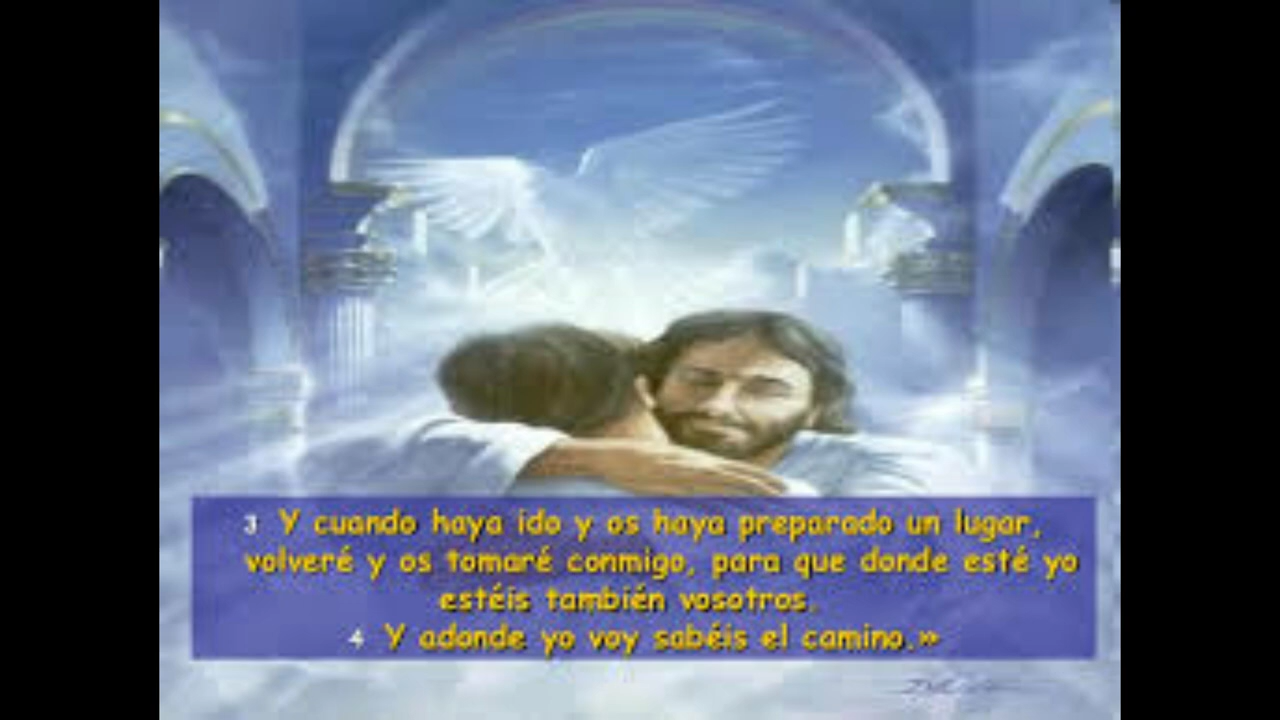 3 Y cuando haya ido y os haya preparado un lugar,
volveré y os tomaré conmigo, para que donde esté yo
estéis también vosotros.
4 Y adonde yo voy sabéis el camino.»